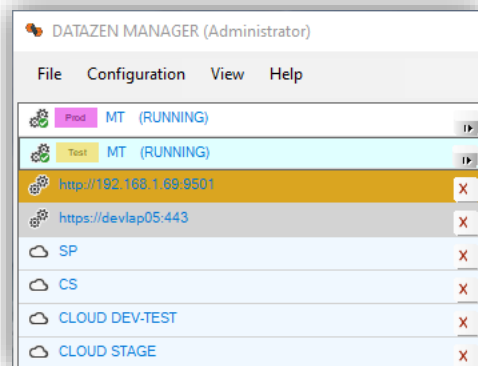 DATAZEN MANAGER (Administrator)
File Configuration View Help
Prod MT (RUNNING)
Test MT (RUNNING)
http://192.168.1.69:9501
https://devlap05:443
SP
CS
CLOUD DEV-TEST
CLOUD STAGE